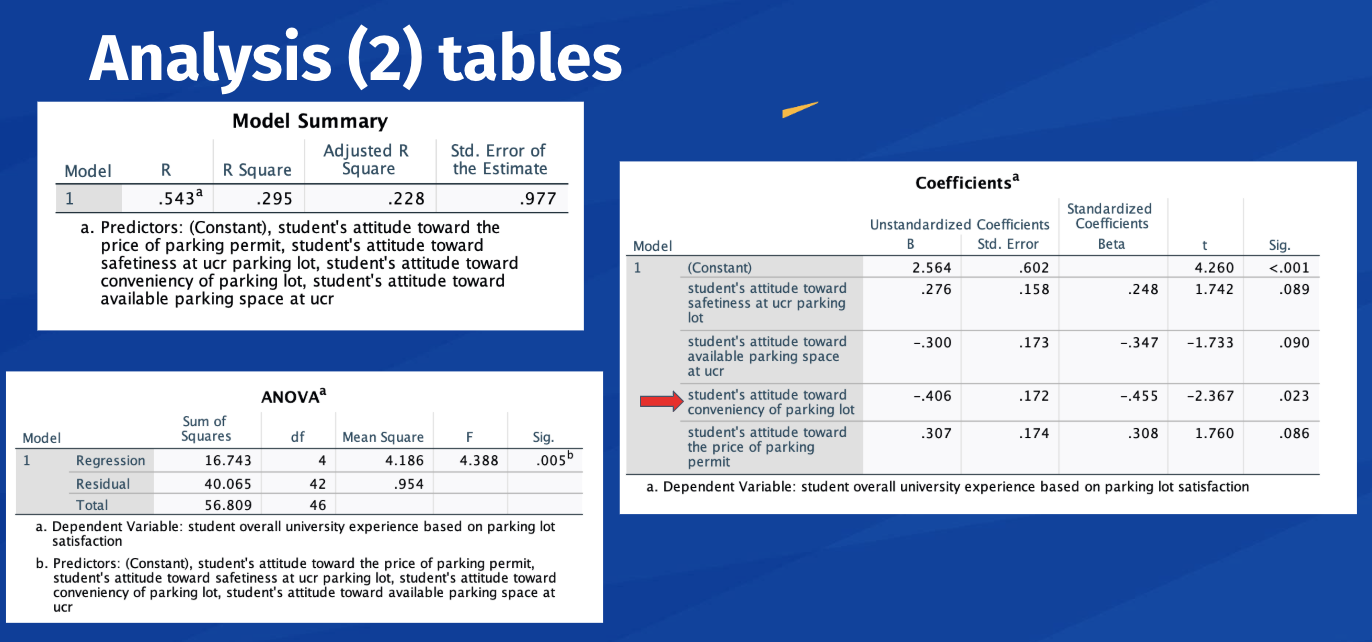 Analysis (2) tables
Model Summary
Model R R Square Adjusted R Square Std. Error of the Estimate
1 .543a .295 .228 .977
a. Predictors: (Constant), student's attitude toward the
price of parking permit, student's attitude toward
safetiness at ucr parking lot, student's attitude toward
conveniency of parking lot, student's attitude toward
available parking space at ucr
ANOVAa
Model Sum of Squares df Mean Square F Sig.
1 Regression 16.743 4 4.186 4.388 .005b
Residual 40.065 42 .954
Total 56.809 46
a. Dependent Variable: student overall university experience based on parking lot
satisfaction
b. Predictors: (Constant), student's attitude toward the price of parking permit,
student's attitude toward safetiness at ucr parking lot, student's attitude toward
conveniency of parking lot, student's attitude toward available parking space at
ucr
Coefficientsa
Unstandardized Coefficients Standardized Coefficients
Model B Std. Error Beta t Sig.
1 (Constant) 2.564 .602 4.260 <.001
student's attitude toward safetiness at ucr parking lot .276 .158 .248 1.742 .089
student's attitude toward available parking space at ucr -.300 .173 -.347 -1.733 .090
student's attitude toward conveniency of parking lot -.406 .172 -.455 -2.367 .023
student's attitude toward the price of parking permit .307 .174 .308 1.760 .086
a. Dependent Variable: student overall university experience based on parking lot satisfaction